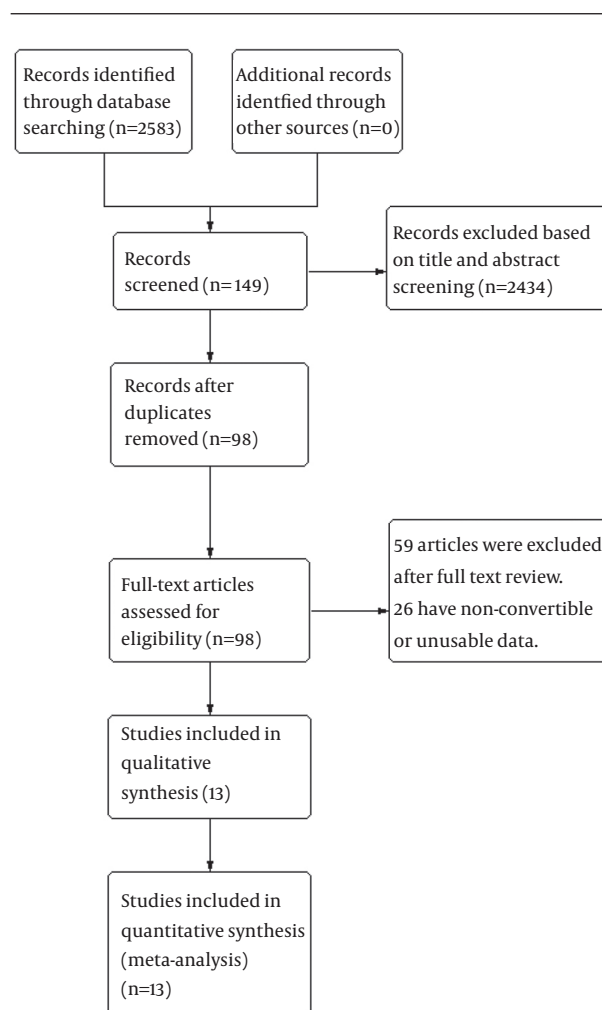 Records identified
through database
searching (n=2583)
Additional records
identfied through
other sources (n=0)
Records
screened (n=149)
Records excluded based
on title and abstract
screening (n=2434)
Records after
duplicates
removed (n=98)
Full-text articles
assessed for
eligibility (n=98)
59 articles were excluded
after full text review.
26 have non-convertible
or unusable data.
Studies included in
qualitative
synthesis (13)
Studies included in
quantitative synthesis
(meta-analysis)
(n=13)